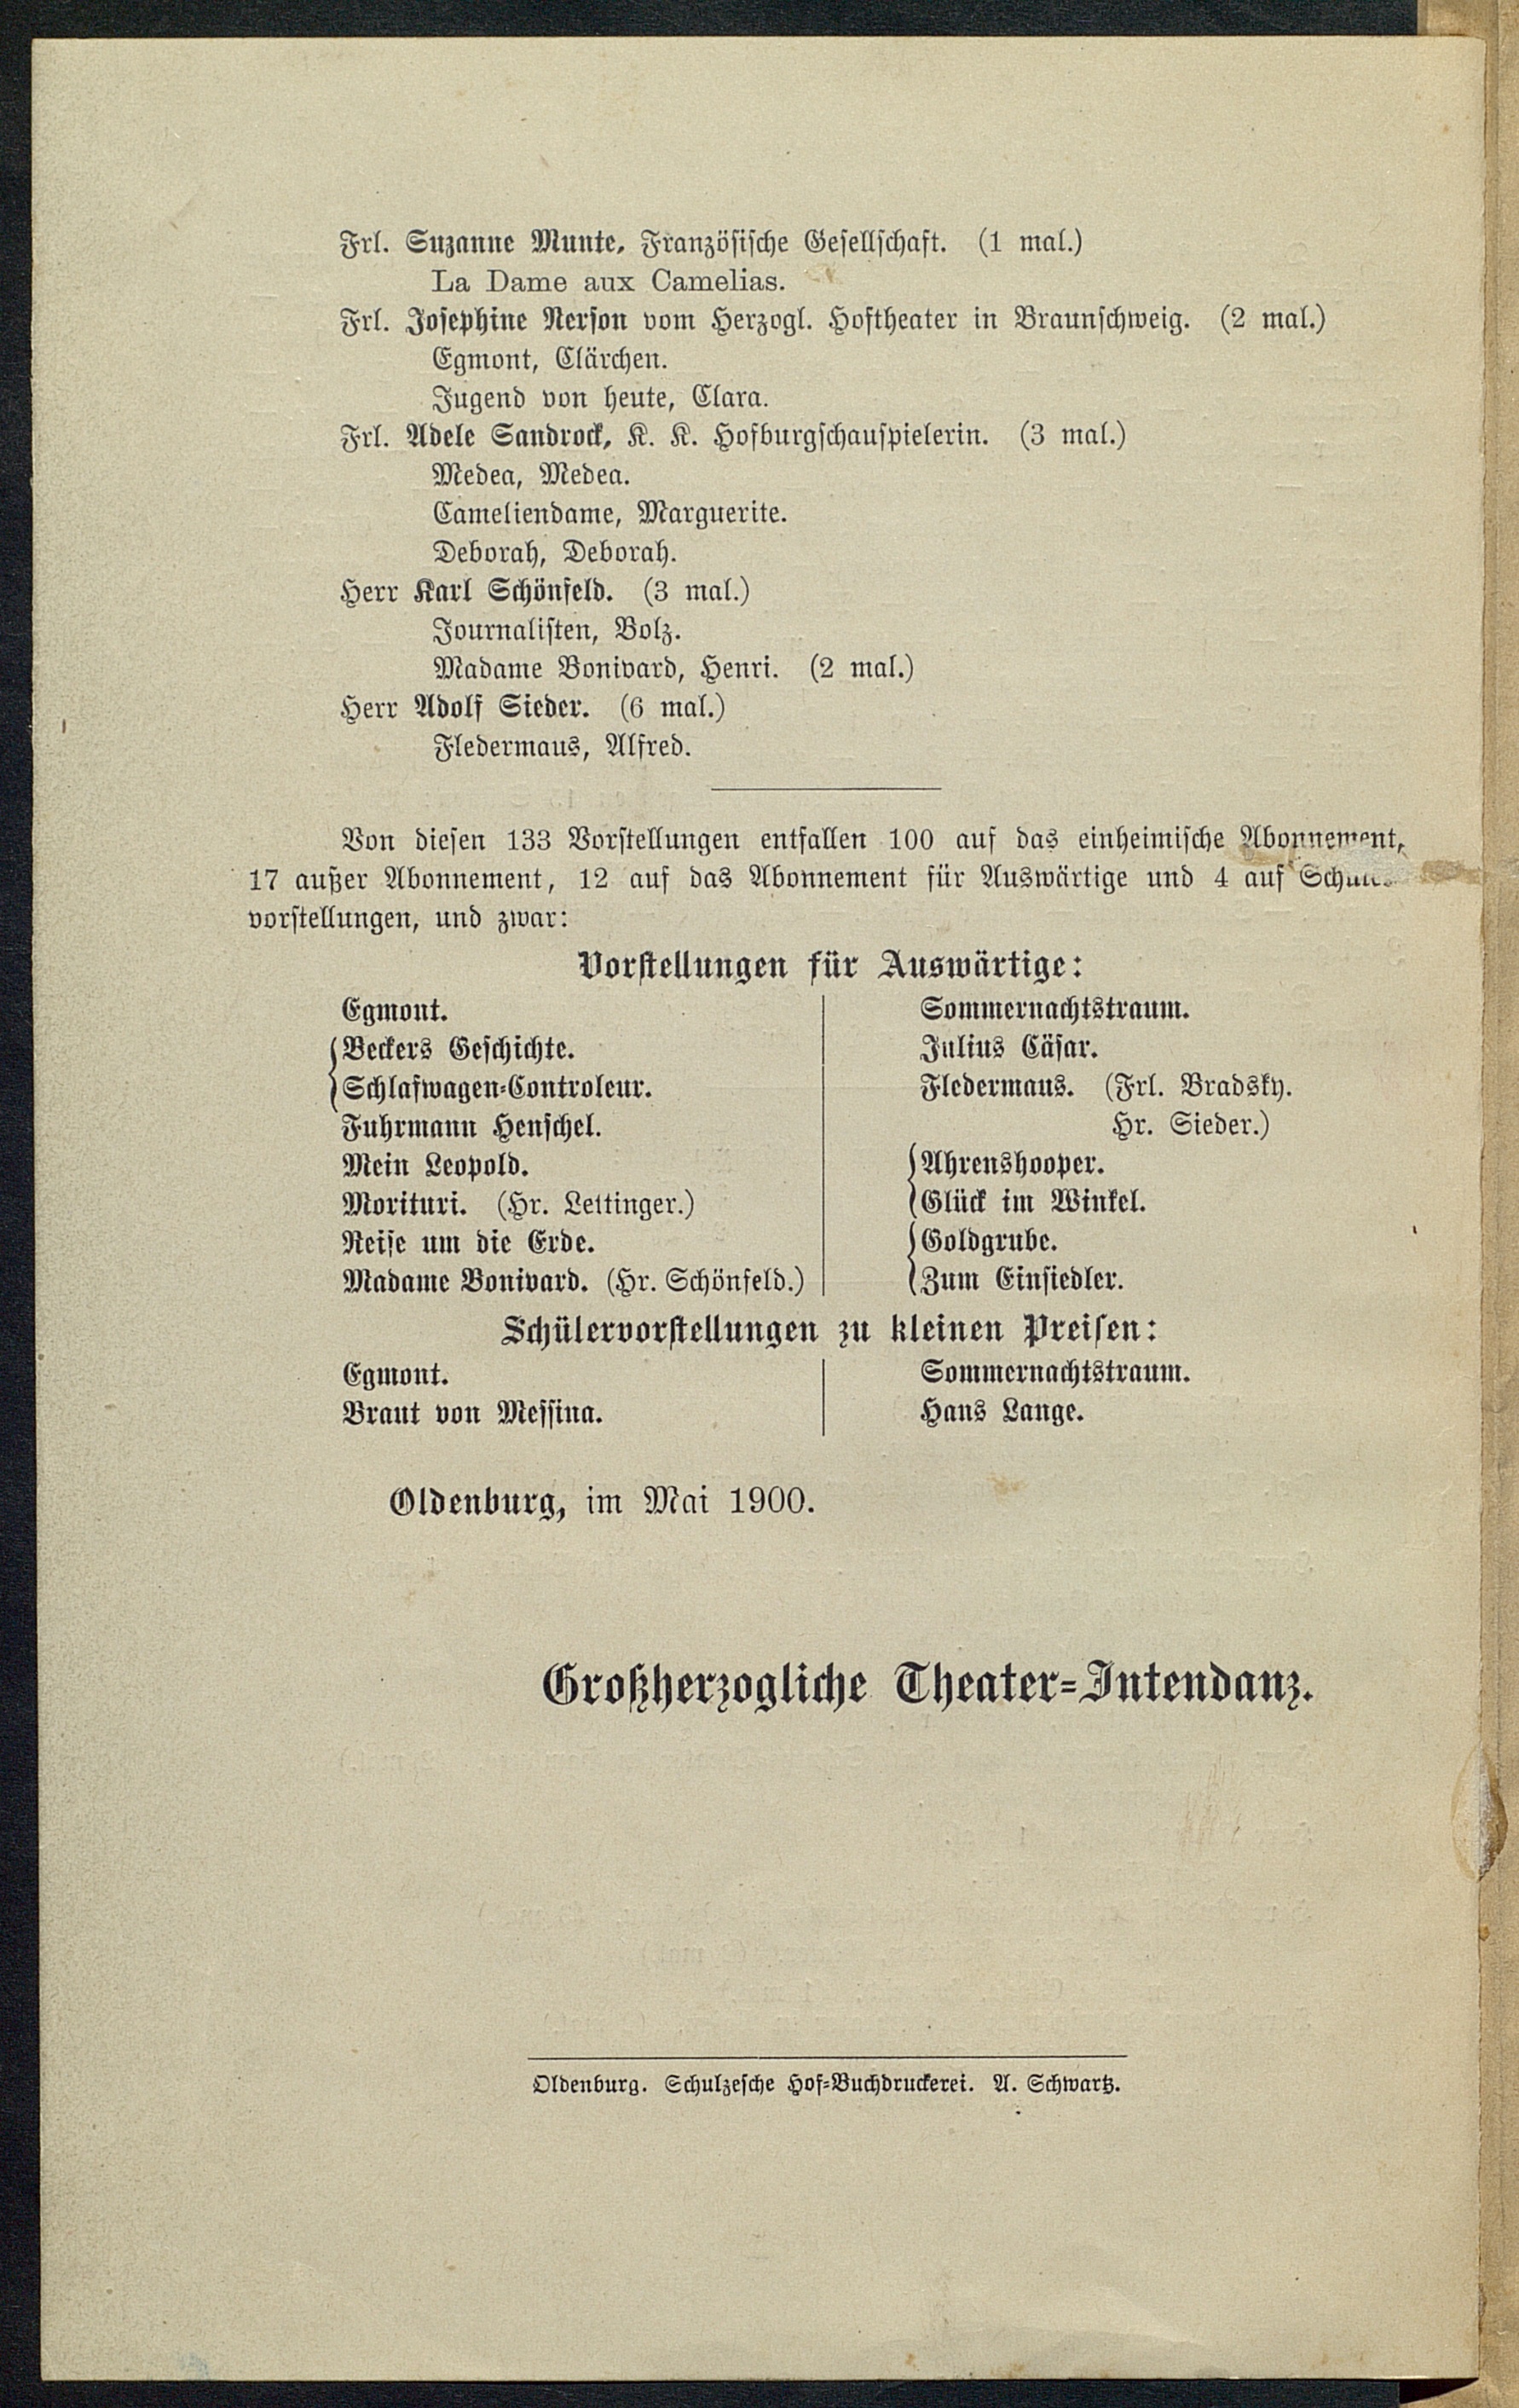 Frl. Suzanne Munte, Französische Gesellschaft. (1 mal.)
La Dame aux Camelias.
Frl. Josephine Nerson vom Herzogl. Hoftheater in Braunschweig. (2 mal.)
Egmont, Clärchen.
Jugend von heute, Clara.
Frl. Adele Sandrock, K. K. Hofburgschauspielerin. (3 mal.)
Medea, Medea.
Cameliendame, Marguerite.
Deborah, Deborah.
Herr Karl Schönfeld. (3 mal.)
Journalisten, Bolz.
Madame Bonivard, Henri. (2 mal.)
Herr Adolf Sieder. (6 mal.)
Fledermaus, Alfred.
Von diesen 133 Vorstellungen entfallen 100 auf das einheimische Abonnement,
17 außer Abonnement, 12 auf das Abonnement für Auswärtige und 4 auf
vorstellungen, und zwar:
Vorstellungen für Auswärtige:
Egmont.
Beckers Geschichte.
Schlafwagen-Controleur.
Fuhrmann Henschel.
Mein Leopold.
Morituri. (Hr. Lettinger.)
Reise um die Erde.
Madame Bonivard. (Hr. Schönfeld.)
Sommernachtstraum.
Julius Cäsar.
Fledermaus. (Frl. Bradsky.
Hr. Sieder.)
Ahrenshooper.
Glück im Winkel.
Goldgrube.
Zum Einsiedler.
Schülervorstellungen zu kleinen Preisen:
Egmont.
Braut von Messina.
Sommernachtstraum.
Hans Lange.
Oldenburg, im Mai 1900.
Großherzogliche Theater-Intendanz.
Oldenburg. Schulzesche Hof-Buchdruckerei. A. Schwartz.